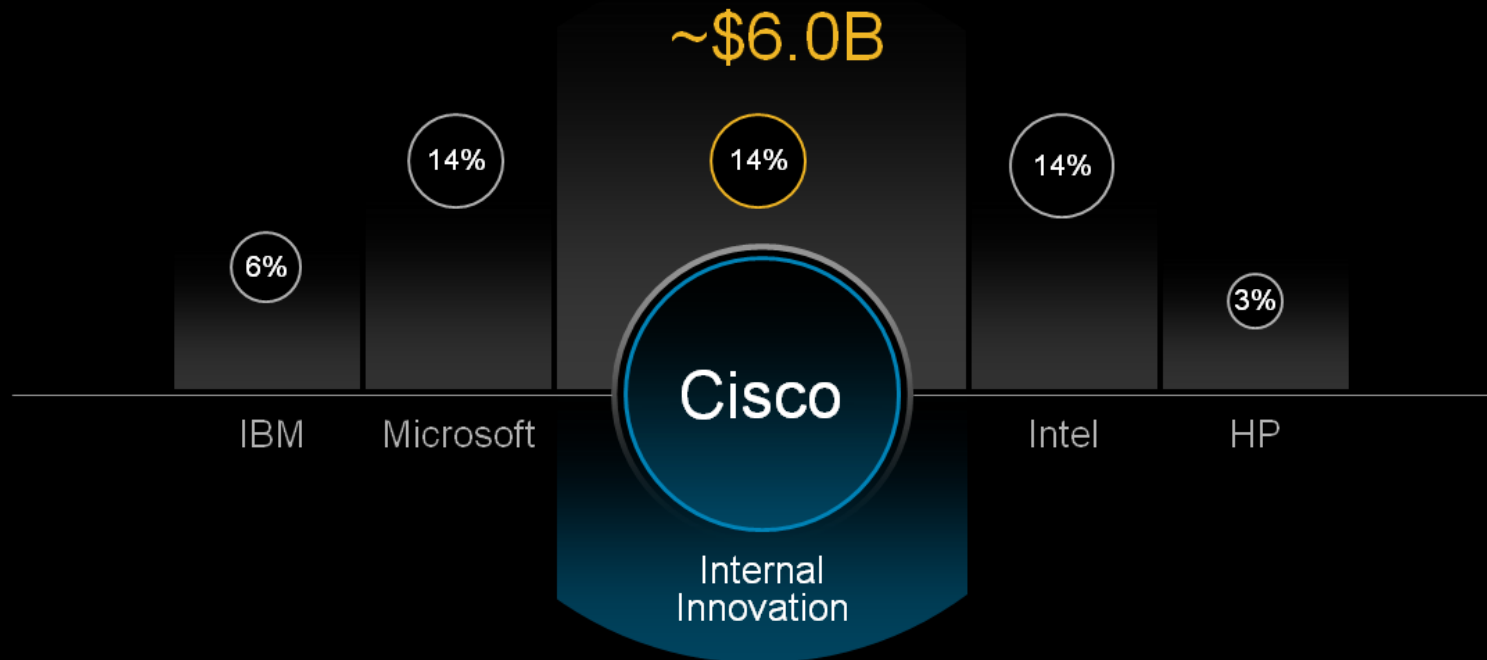 ~$6.0B
14%
14%
14%
6%
3%
Cisco
IBM
Microsoft
Intel
HP
Internal
Innovation